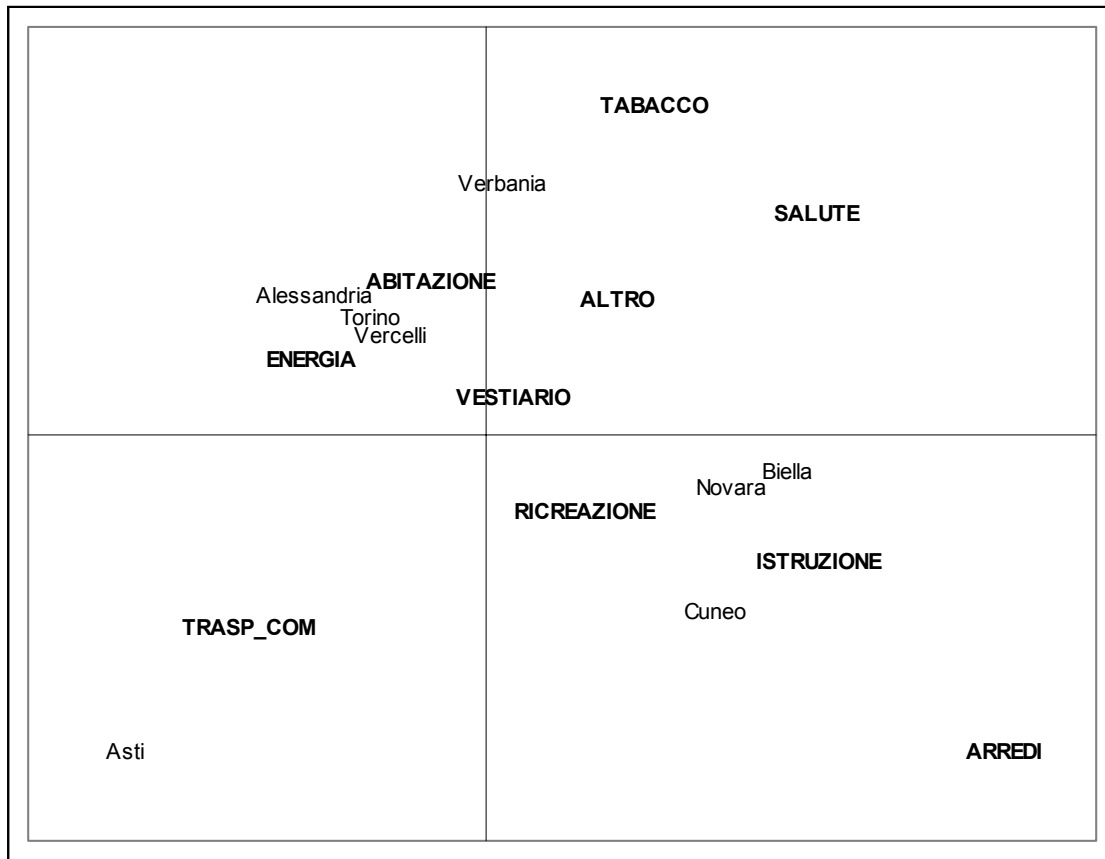 TABACCO
Verbania
SALUTE
ABITAZIONE
Alessandria
ALTRO
Torino
Vercelli
ENERGIA
VESTIARIO
Biella
Novara
RICREAZIONE
ISTRUZIONE
Cuneo
TRASP_COM
Asti
ARREDI